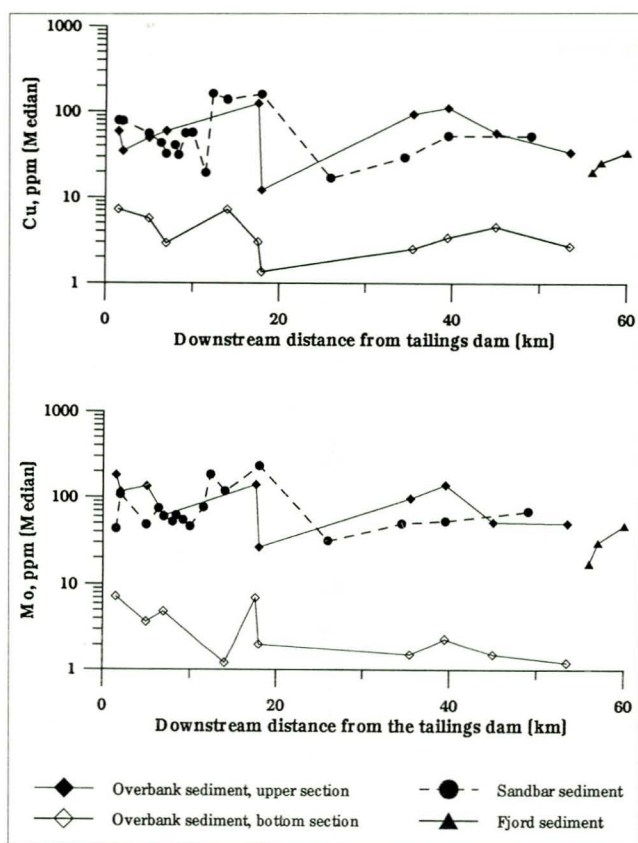 1000
100
10
1
Cu, ppm (Median)
0 20 40 60
Downstream distance from tailings dam (km)
1000
100
10
1
Mo, ppm (Median)
0 20 40 60
Downstream distance from the tailings dam (km)
Overbank sediment, upper section
Sandbar sediment
Overbank sediment, bottom section
Fjord sediment